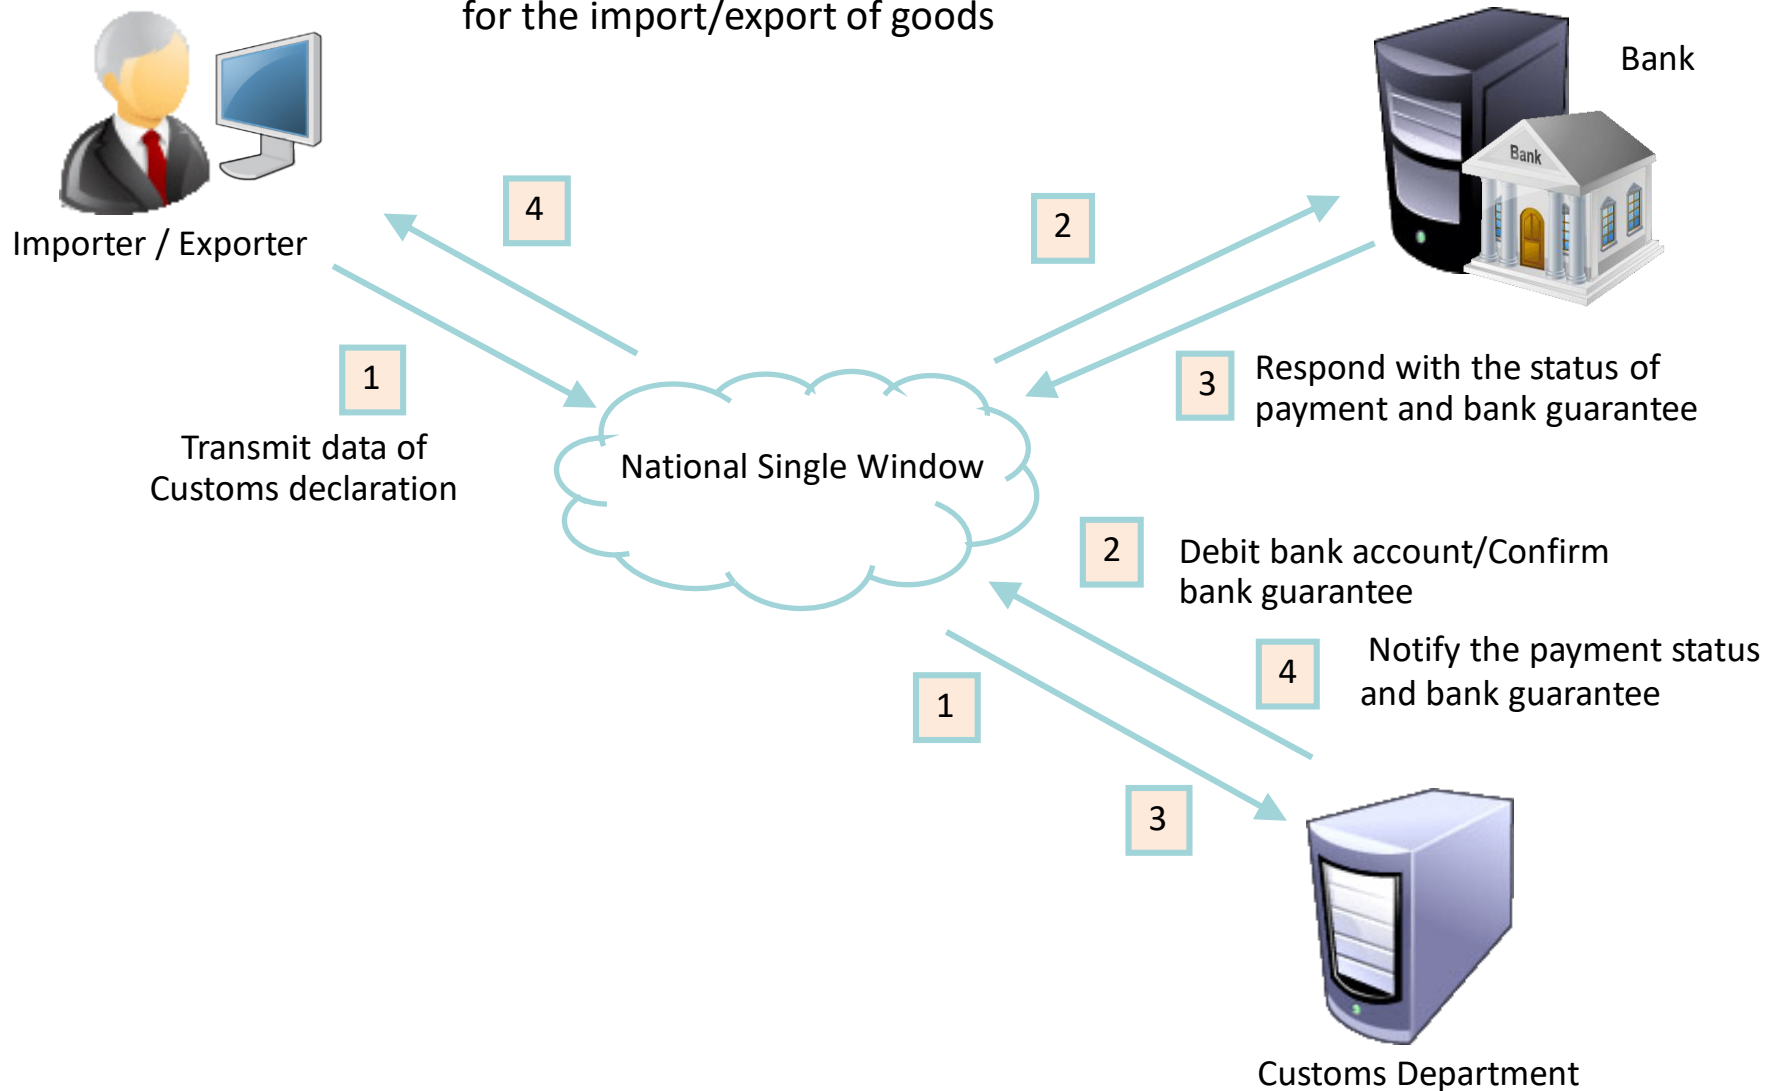 for the import/export of goods
Bank
Bank
Importer / Exporter
4
2
1
Transmit data of
Customs declaration
3
Respond with the status of
payment and bank guarantee
National Single Window
2
Debit bank account/Confirm
bank guarantee
4
Notify the payment status
and bank guarantee
1
3
Customs Department